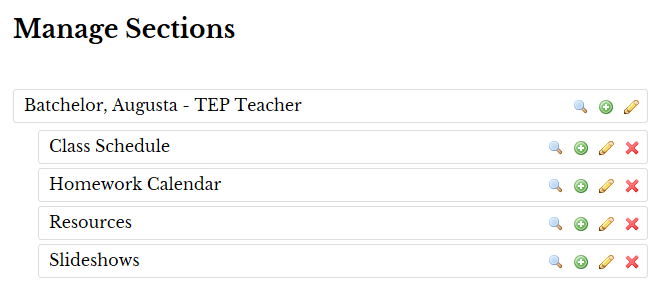 Manage Sections
Batchelor, Augusta - TEP Teacher
Class Schedule
Homework Calendar
Resources
Slideshows